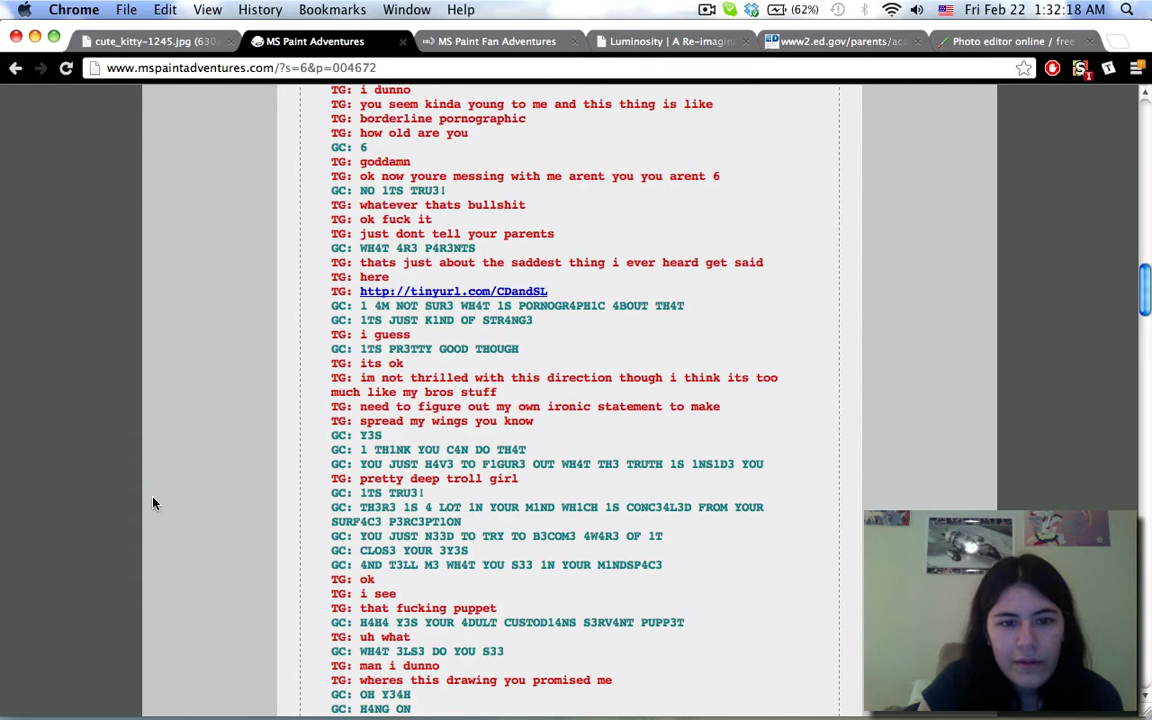 Chrome File Edit View History Bookmarks Window Help (62%) Fri Feb 22 1:32:18 AM
cute_kitty-1245.jpg (630 MS Paint Adventures MS Paint Fan Adventures Luminosity | A Re-imagin www2.ed.gov/parents/aca Photo editor online / free
www.mspaintadventures.com/?s=6&p=004672
TG: i dunno
TG: you seem kinda young to me and this thing is like
TG: borderline pornographic
TG: how old are you
GC: 6
TG: goddamn
TG: ok now youre messing with me arent you you arent 6
GC: NO 1TS TRU3!
TG: whatever thats bullshit
TG: ok fuck it
TG: just dont tell your parents
GC: WH4T 4R3 P4R3NTS
TG: thats just about the saddest thing i ever heard get said
TG: here
TG: http://tinyurl.com/CDandSL
GC: 1 4M NOT SUR3 WH4T 1S PORNOGR4PH1C 4BOUT TH4T
GC: 1TS JUST K1ND OF STR4NG3
TG: i guess
GC: 1TS PR3TTY GOOD THOUGH
TG: its ok
TG: im not thrilled with this direction though i think its too
much like my bros stuff
TG: need to figure out my own ironic statement to make
TG: spread my wings you know
GC: Y3S
GC: 1 TH1NK YOU C4N DO TH4T
GC: YOU JUST H4V3 TO F1GUR3 OUT WH4T TH3 TRUTH 1S 1NS1D3 YOU
TG: pretty deep troll girl
GC: 1TS TRU3!
GC: TH3R3 1S 4 LOT 1N YOUR M1ND WH1CH 1S CONC34L3D FROM YOUR
SURF4C3 P3RC3PT1ON
GC: YOU JUST N33D TO TRY TO B3COM3 4W4R3 OF 1T
GC: CLOS3 YOUR 3Y3S
GC: 4ND T3LL M3 WH4T YOU S33 1N YOUR M1NDSP4C3
TG: ok
TG: i see
TG: that fucking puppet
GC: H4H4 Y3S YOUR 4DULT CUSTOD14NS S3RV4NT PUPP3T
TG: uh what
GC: WH4T 3LS3 DO YOU S33
TG: man i dunno
TG: wheres this drawing you promised me
GC: OH Y34H
GC: H4NG ON